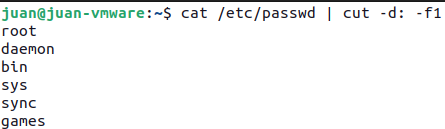 juan@juan-vmware:~$ cat /etc/passwd | cut -d: -f1
root
daemon
bin
sys
sync
games